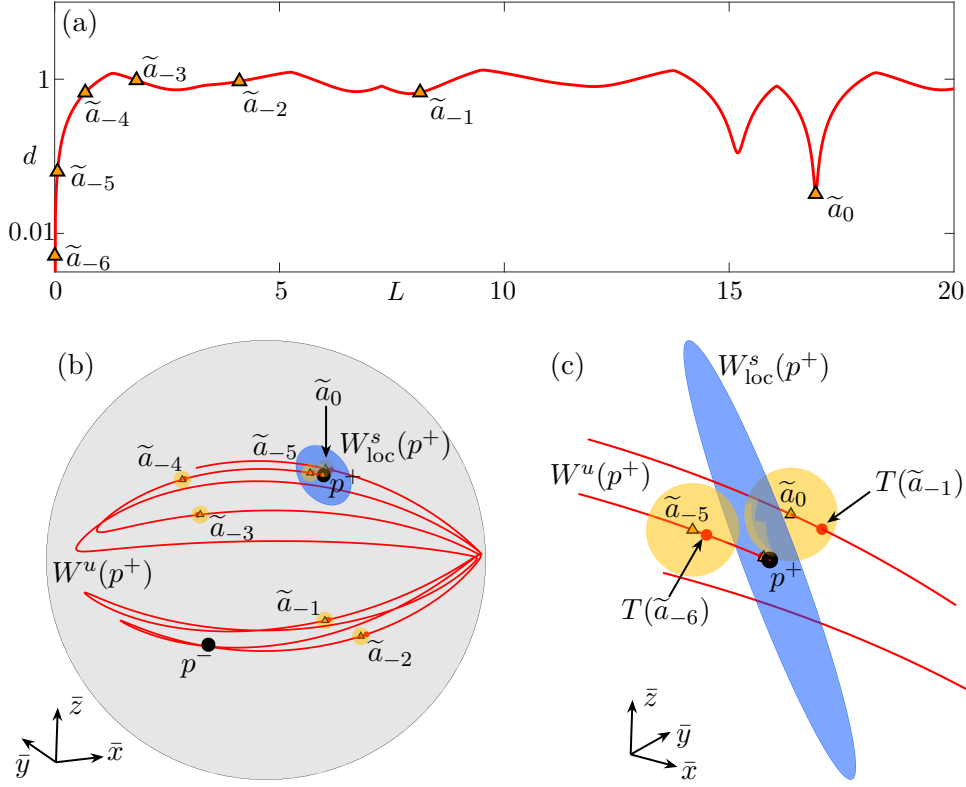 (a)
1
d
0.01
ã₋₆
ã₋₅
ã₋₄
ã₋₃
ã₋₂
ã₋₁
ã₀
0
5
L
10
15
20
(b)
ã₀
ã₋₅
W^s_loc(p⁺)
ã₋₄
p⁺
ã₋₃
W^u(p⁺)
ã₋₁
ã₋₂
p⁻
z̄
ȳ
x̄
(c)
W^s_loc(p⁺)
W^u(p⁺)
ã₋₅
ã₀
T(ã₋₁)
p⁺
T(ã₋₆)
z̄
ȳ
x̄